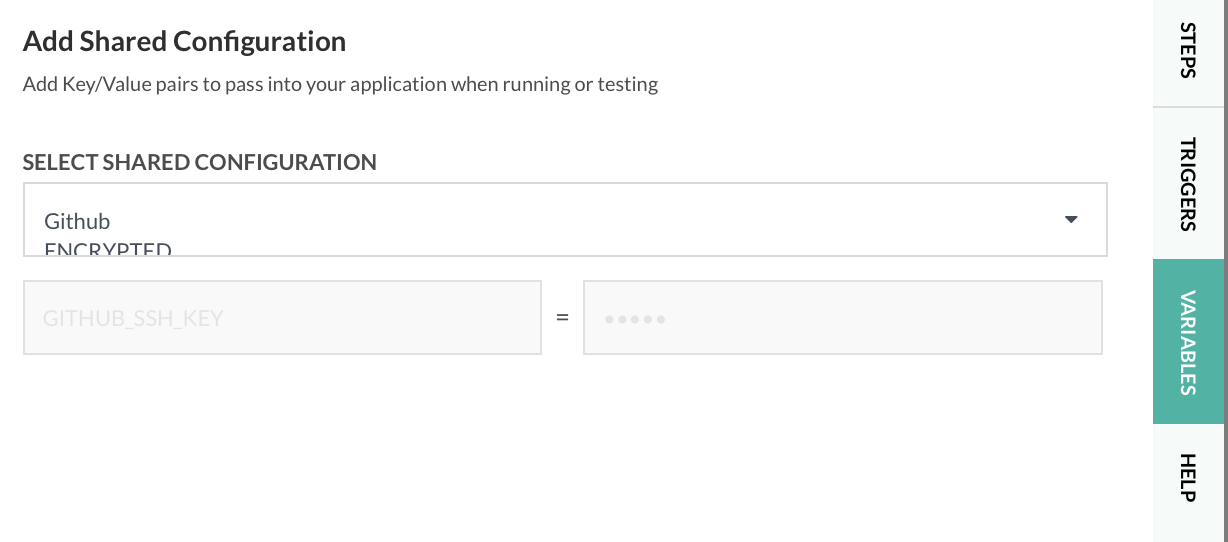 Add Shared Configuration
Add Key/Value pairs to pass into your application when running or testing
SELECT SHARED CONFIGURATION
Github
ENCRYPTED
GITHUB_SSH_KEY
=
•••••
STEPS
TRIGGERS
VARIABLES
HELP